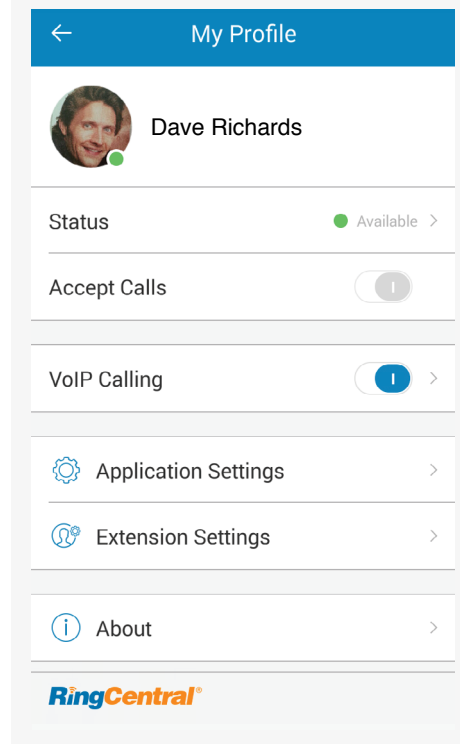 My Profile
Dave Richards
Status
Available
Accept Calls
VoIP Calling
Application Settings
Extension Settings
About
RingCentral®